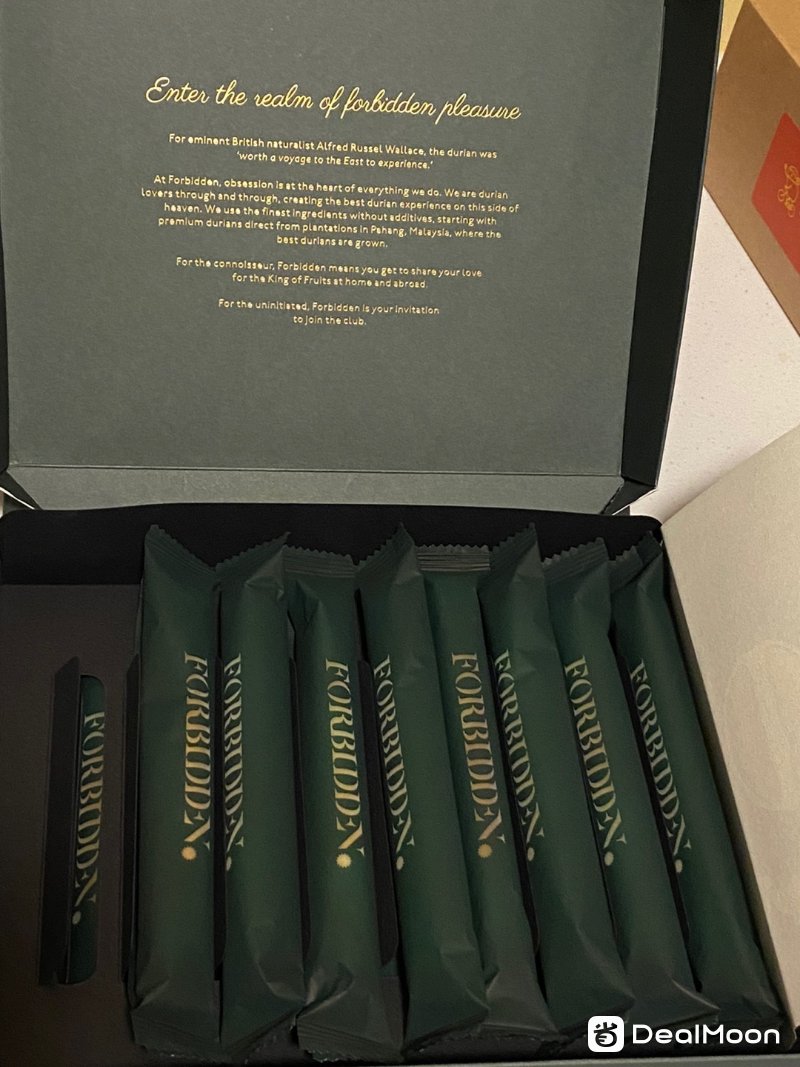 Enter the realm of forbidden pleasure
For eminent British naturalist Alfred Russel Wallace, the durian was
'worth a voyage to the East to experience.'
At Forbidden, obsession is at the heart of everything we do. We are durian
lovers through and through, creating the best durian experience on this side of
heaven. We use the finest ingredients without additives, starting with
premium durians direct from plantations in Pahang, Malaysia, where the
best durians are grown.
For the connoisseur, Forbidden means you get to share your love
for the King of Fruits at home and abroad.
For the uninitiated, Forbidden is your invitation
to join the club.
FORBIDDEN.
FORBIDDEN.
FORBIDDEN.
FORBIDDEN.
FORBIDDEN.
FORBIDDEN.
FORBIDDEN.
FORBIDDEN.
FORBIDDEN.
DealMoon